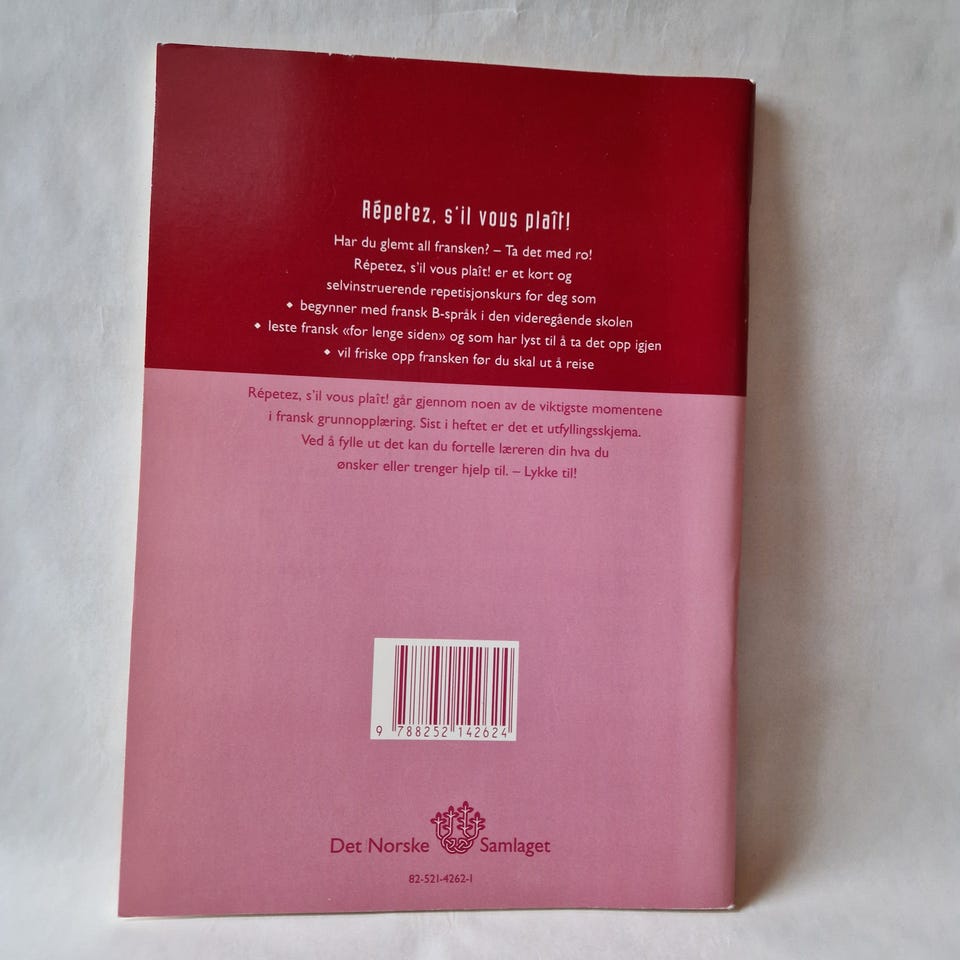 Répetez, s'il vous plaît!
Har du glemt all fransken? – Ta det med ro!
Répetez, s'il vous plaît! er et kort og
selvinstruerende repetisjonskurs for deg som
◆ begynner med fransk B-språk i den videregående skolen
◆ leste fransk «for lenge siden» og som har lyst til å ta det opp igjen
◆ vil friske opp fransken før du skal ut å reise
Répetez, s'il vous plaît! går gjennom noen av de viktigste momentene
i fransk grunnopplæring. Sist i heftet er det et utfyllingsskjema.
Ved å fylle ut det kan du fortelle læreren din hva du
ønsker eller trenger hjelp til. – Lykke til!
9 788252 142624
Det Norske Samlaget
82-521-4262-1